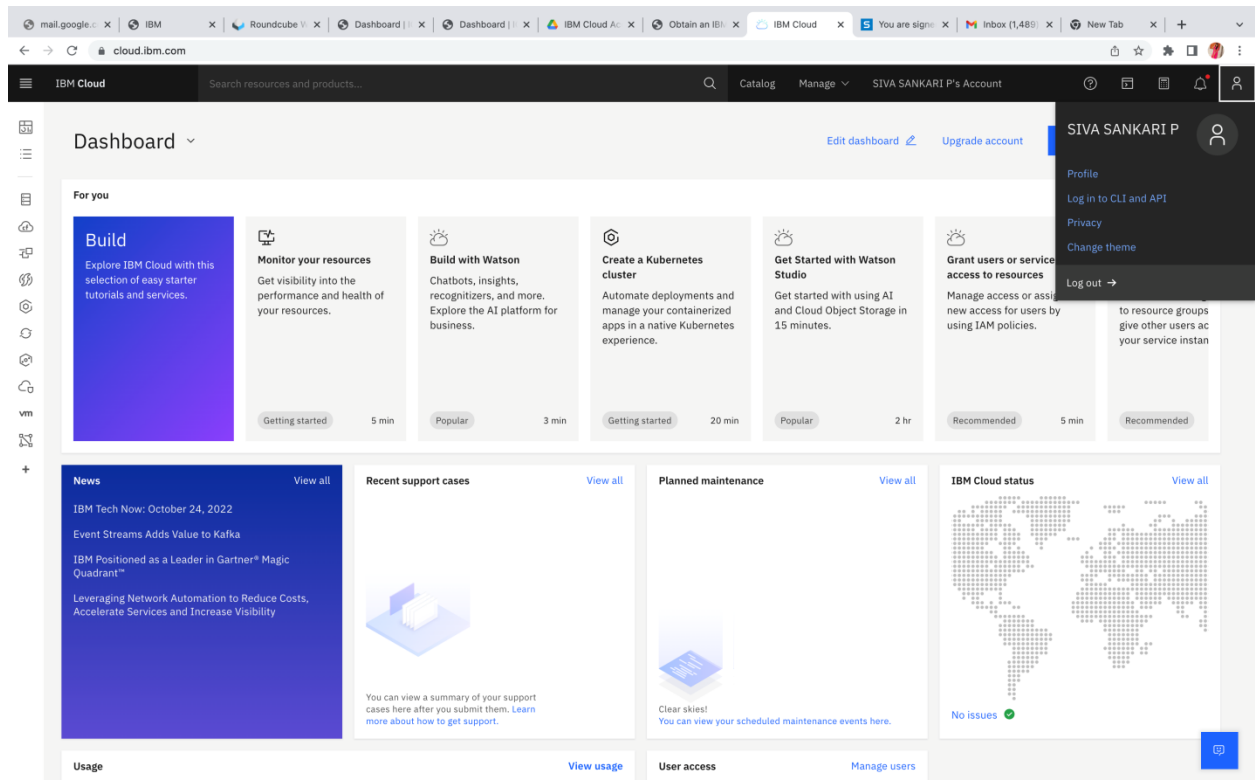 mail.google.c
IBM
Roundcube W
Dashboard |
Dashboard |
IBM Cloud Ac
Obtain an IBM
IBM Cloud
You are signe
Inbox (1,489)
New Tab
cloud.ibm.com
IBM Cloud
Search resources and products...
Catalog
Manage
SIVA SANKARI P's Account
SIVA SANKARI P
Profile
Log in to CLI and API
Privacy
Change theme
Log out →
Dashboard
Edit dashboard
Upgrade account
For you
Build
Explore IBM Cloud with this
selection of easy starter
tutorials and services.
Monitor your resources
Get visibility into the
performance and health of
your resources.
Getting started
5 min
Build with Watson
Chatbots, insights,
recognitizers, and more.
Explore the AI platform for
business.
Popular
3 min
Create a Kubernetes
cluster
Automate deployments and
manage your containerized
apps in a native Kubernetes
experience.
Getting started
20 min
Get Started with Watson
Studio
Get started with using AI
and Cloud Object Storage in
15 minutes.
Popular
2 hr
Grant users or service
access to resources
Manage access or assig
new access for users by
using IAM policies.
Recommended
5 min
to resource groups
give other users ac
your service instan
Recommended
vm
News
View all
IBM Tech Now: October 24, 2022
Event Streams Adds Value to Kafka
IBM Positioned as a Leader in Gartner® Magic
Quadrant™
Leveraging Network Automation to Reduce Costs,
Accelerate Services and Increase Visibility
Recent support cases
View all
You can view a summary of your support
cases here after you submit them. Learn
more about how to get support.
Planned maintenance
View all
Clear skies!
You can view your scheduled maintenance events here.
IBM Cloud status
View all
No issues
Usage
View usage
User access
Manage users